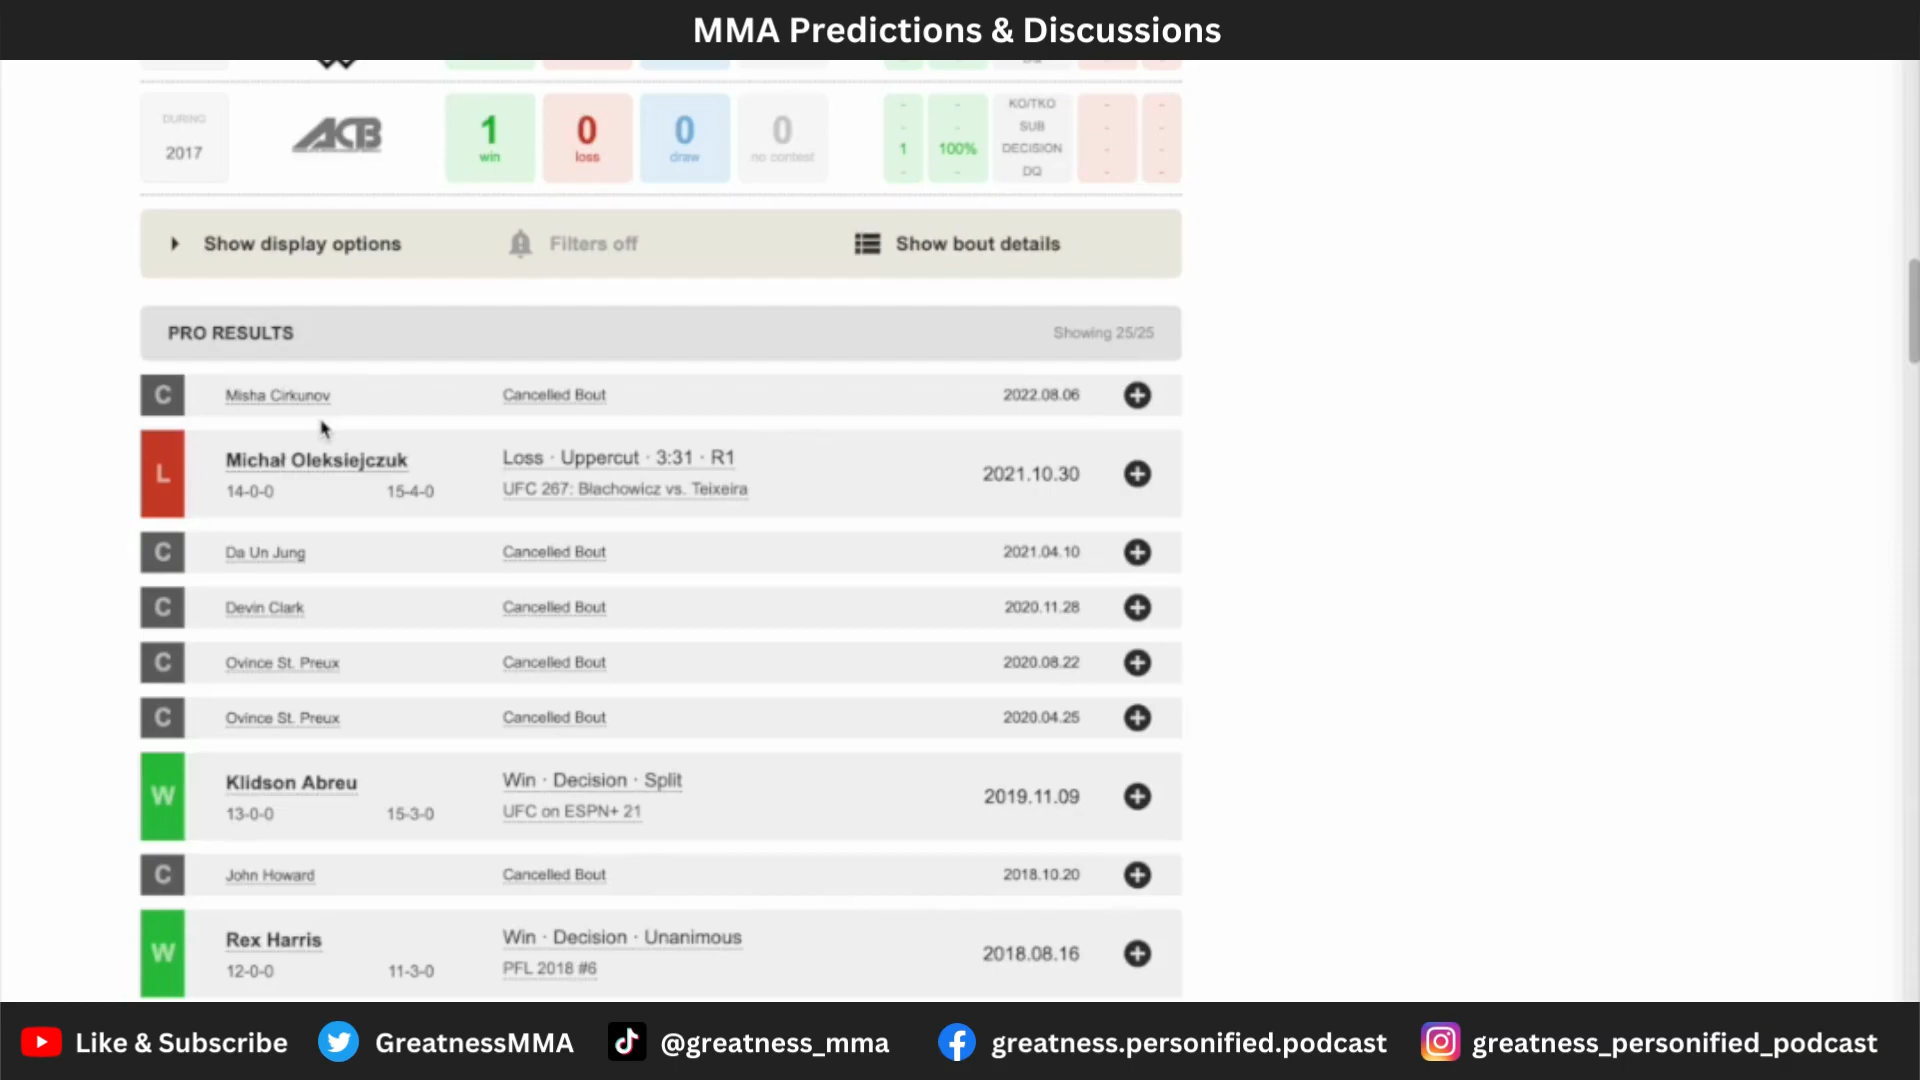 MMA Predictions & Discussions
DURING
2017
ACB
1
win
0
loss
0
draw
0
no contest
- - KO/TKO - -
- - SUB - -
1 100% DECISION - -
- - DQ - -
Show display options
Filters off
Show bout details
PRO RESULTS
Showing 25/25
C Misha Cirkunov Cancelled Bout 2022.08.06
L Michał Oleksiejczuk Loss · Uppercut · 3:31 · R1 2021.10.30
14-0-0 15-4-0 UFC 267: Błachowicz vs. Teixeira
C Da Un Jung Cancelled Bout 2021.04.10
C Devin Clark Cancelled Bout 2020.11.28
C Ovince St. Preux Cancelled Bout 2020.08.22
C Ovince St. Preux Cancelled Bout 2020.04.25
W Klidson Abreu Win · Decision · Split 2019.11.09
13-0-0 15-3-0 UFC on ESPN+ 21
C John Howard Cancelled Bout 2018.10.20
W Rex Harris Win · Decision · Unanimous 2018.08.16
12-0-0 11-3-0 PFL 2018 #6
Like & Subscribe GreatnessMMA @greatness_mma greatness.personified.podcast greatness_personified_podcast